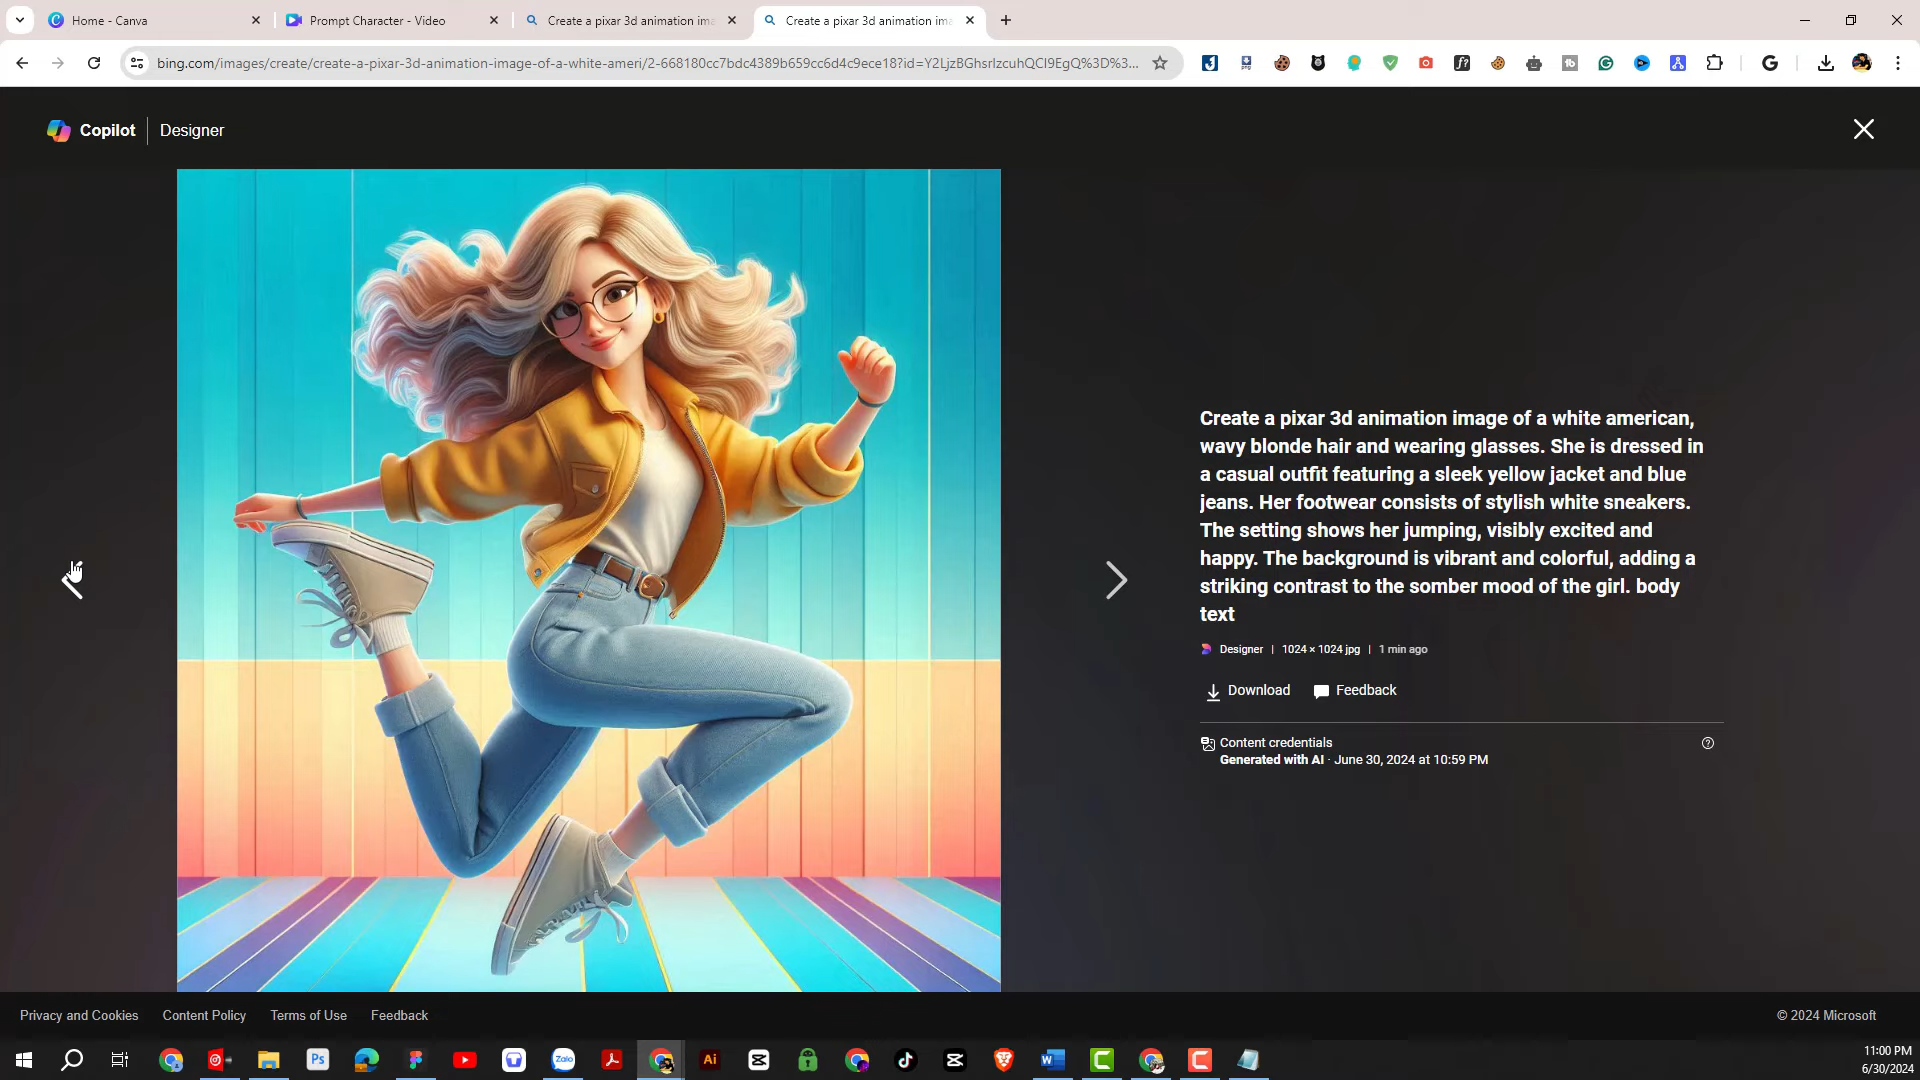 Home - Canva
Prompt Character - Video
Create a pixar 3d animation ima
Create a pixar 3d animation ima
bing.com/images/create/create-a-pixar-3d-animation-image-of-a-white-ameri/2-668180cc7bdc4389b659cc6d4c9ece18?id=Y2LjzBGhsrIzcuhQCI9EgQ%3D%3...
Copilot
Designer
Create a pixar 3d animation image of a white american,
wavy blonde hair and wearing glasses. She is dressed in
a casual outfit featuring a sleek yellow jacket and blue
jeans. Her footwear consists of stylish white sneakers.
The setting shows her jumping, visibly excited and
happy. The background is vibrant and colorful, adding a
striking contrast to the somber mood of the girl. body
text
Designer | 1024 × 1024 jpg | 1 min ago
Download
Feedback
Content credentials
Generated with AI · June 30, 2024 at 10:59 PM
Privacy and Cookies
Content Policy
Terms of Use
Feedback
© 2024 Microsoft
Ps
Zalo
Ai
11:00 PM
6/30/2024